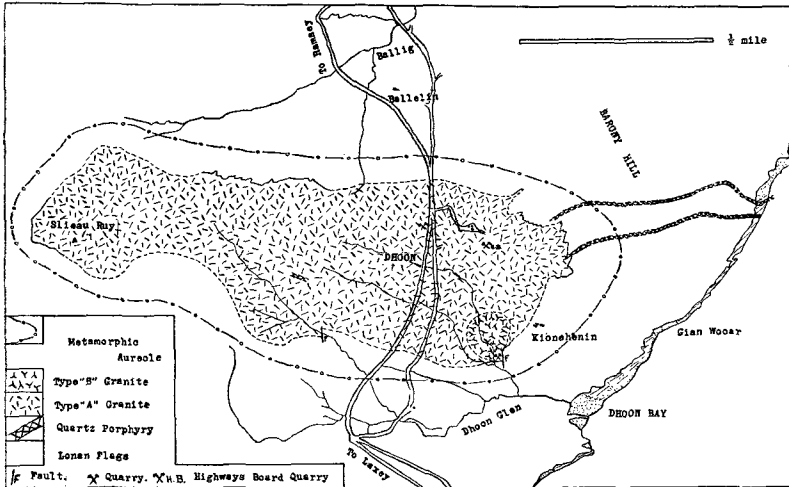 To Ramsey
Ballig
½ mile
Ballelin
BARONY HILL
Slieau Ruy
DHOON
H.B.
Kionehenin
Glan Wooar
F
DHOON BAY
Dhoon Glen
To Laxey
Metamorphic
Aureole
Type"B" Granite
Type"A" Granite
Quartz Porphyry
Lonan Flags
F Fault. Quarry. H.B. Highways Board Quarry